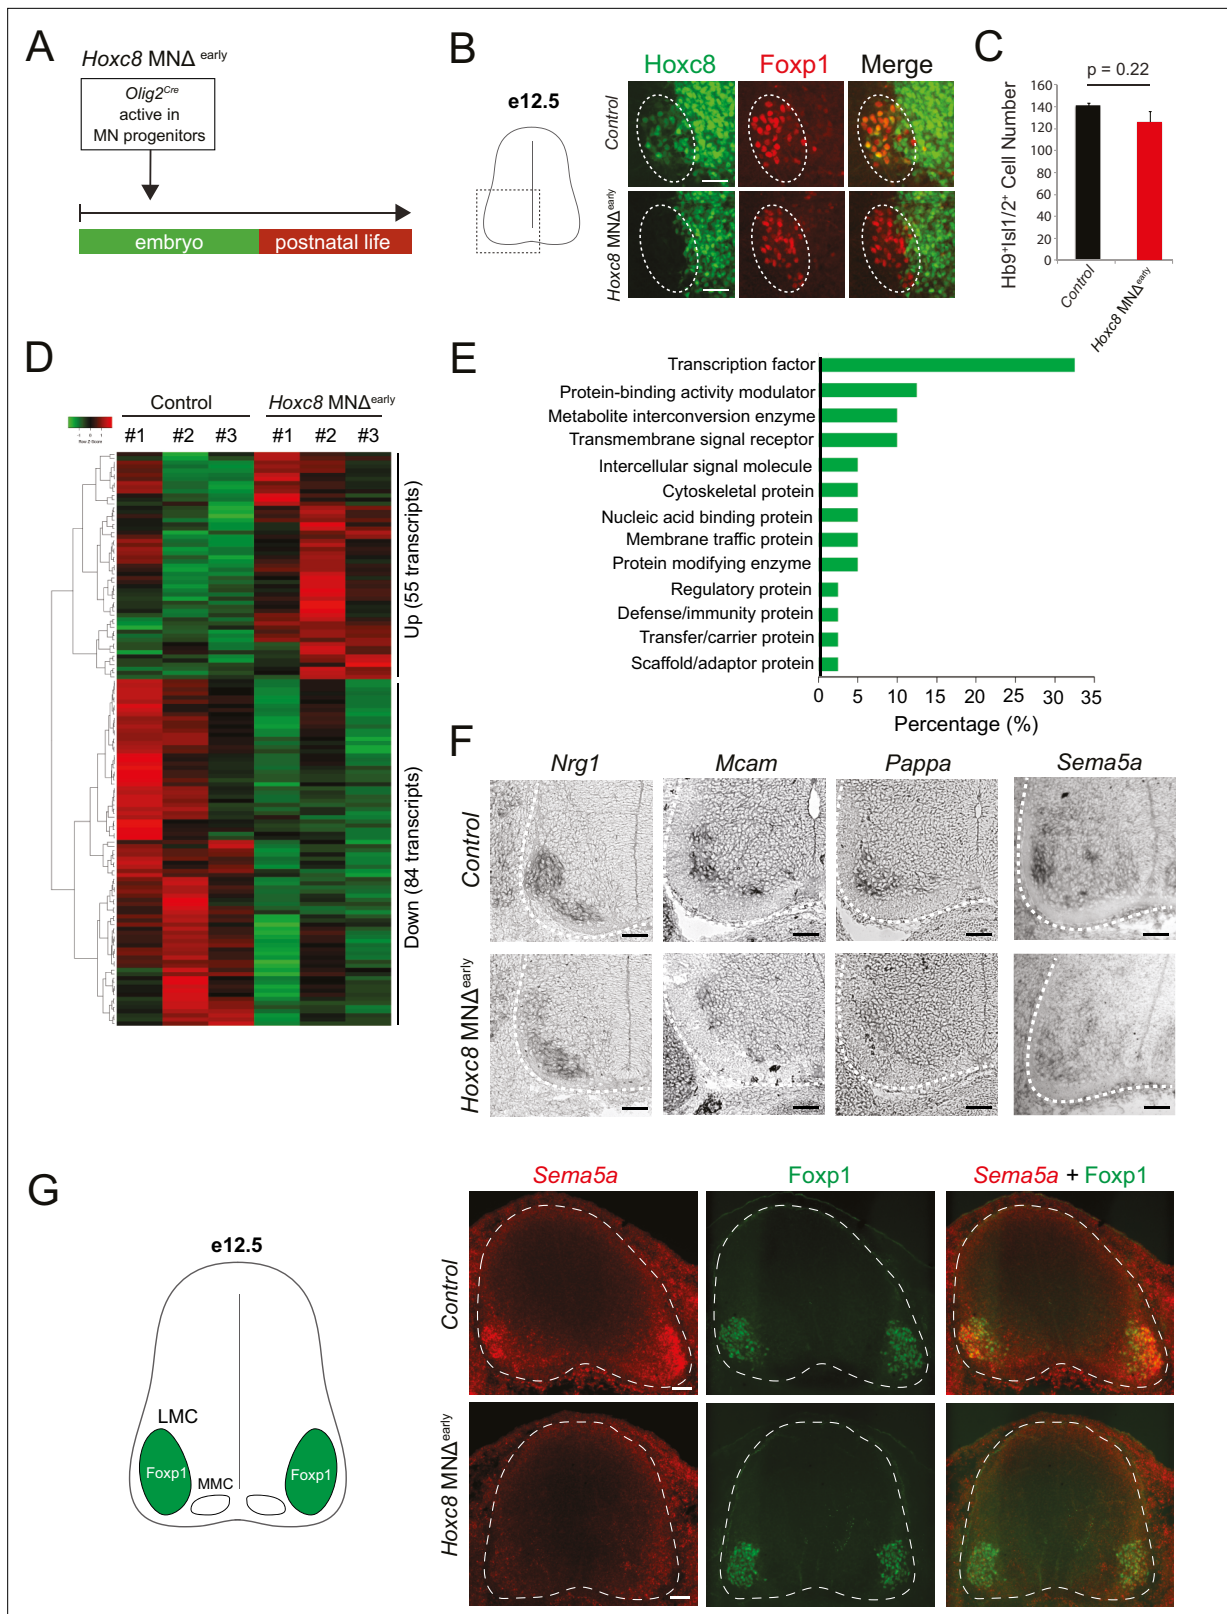 A
Hoxc8 MNΔ early
Olig2Cre
active in
MN progenitors
embryo
postnatal life
B
e12.5
Hoxc8
Foxp1
Merge
Control
Hoxc8 MNΔearly
C
p = 0.22
Hb9+Isl1/2+ Cell Number
160
140
120
100
80
60
40
20
0
Control
Hoxc8 MNΔearly
D
Control
Hoxc8 MNΔearly
#1 #2 #3 #1 #2 #3
Up (55 transcripts)
Down (84 transcripts)
E
Transcription factor
Protein-binding activity modulator
Metabolite interconversion enzyme
Transmembrane signal receptor
Intercellular signal molecule
Cytoskeletal protein
Nucleic acid binding protein
Membrane traffic protein
Protein modifying enzyme
Regulatory protein
Defense/immunity protein
Transfer/carrier protein
Scaffold/adaptor protein
0 5 10 15 20 25 30 35
Percentage (%)
F
Nrg1
Mcam
Pappa
Sema5a
Control
Hoxc8 MNΔearly
G
e12.5
LMC
Foxp1
MMC
Foxp1
Sema5a
Foxp1
Sema5a + Foxp1
Control
Hoxc8 MNΔearly